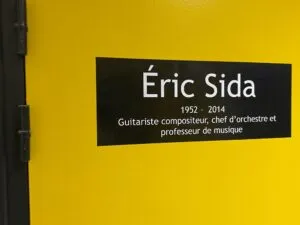 Éric Sida
1952 - 2014
Guitariste compositeur, chef d'orchestre et
professeur de musique